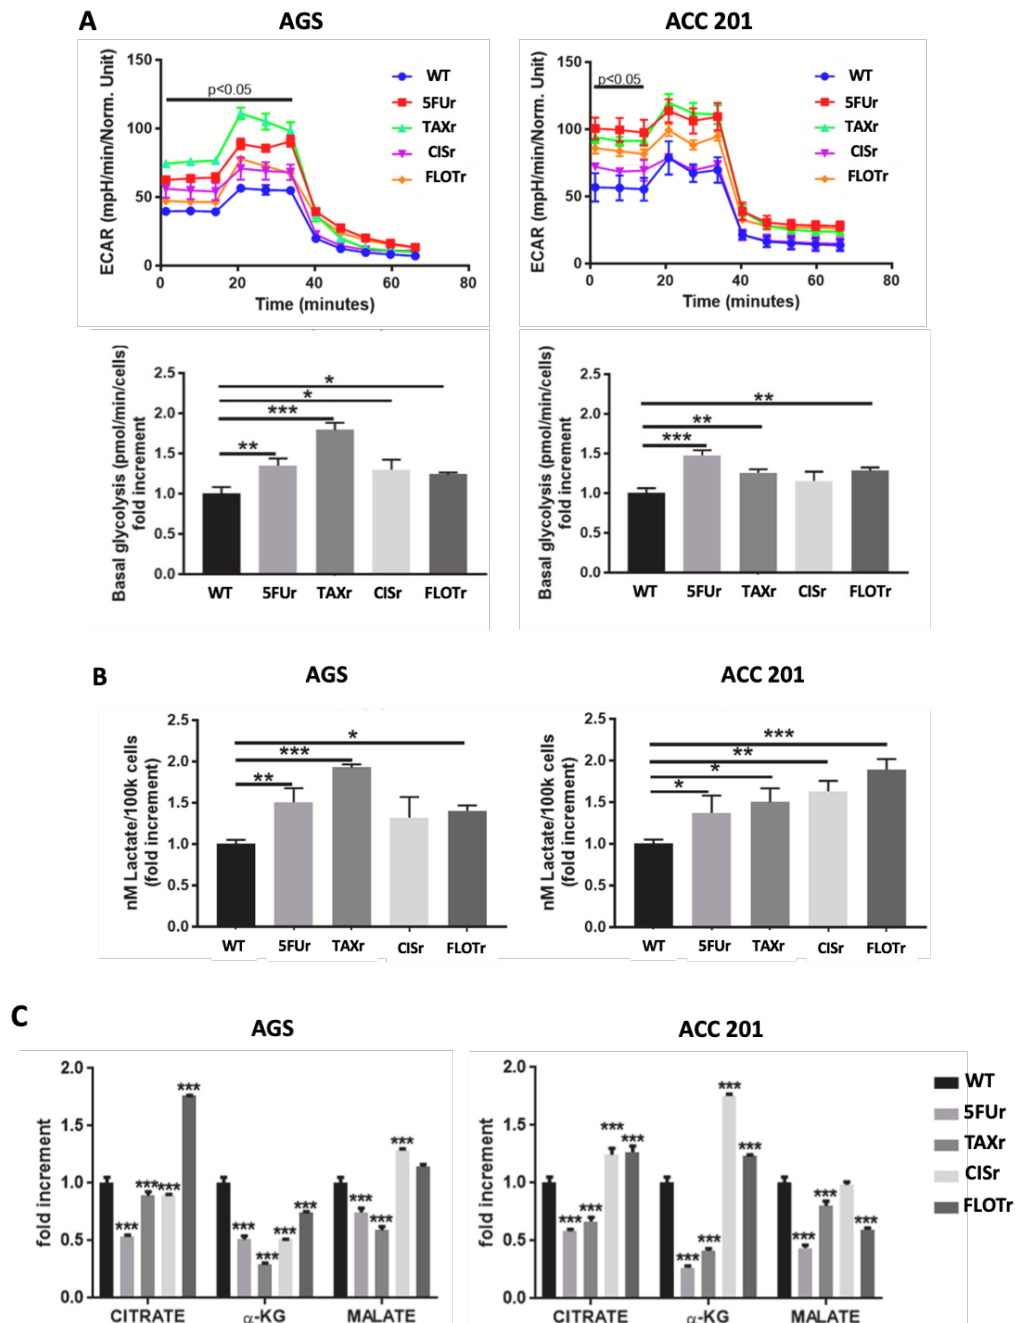 A
AGS
ACC 201
ECAR (mpH/min/Norm. Unit)
150
100
50
0
p<0.05
WT
5FUr
TAXr
CISr
FLOTr
0 20 40 60 80
Time (minutes)
ECAR (mpH/min/Norm. Unit)
150
100
50
0
p<0.05
WT
5FUr
TAXr
CISr
FLOTr
0 20 40 60 80
Time (minutes)
Basal glycolysis (pmol/min/cells)
fold increment
2.5
2.0
1.5
1.0
0.5
0.0
*
*
***
**
WT 5FUr TAXr CISr FLOTr
Basal glycolysis (pmol/min/cells)
fold increment
2.5
2.0
1.5
1.0
0.5
0.0
**
**
***
WT 5FUr TAXr CISr FLOTr
B
AGS
ACC 201
nM Lactate/100k cells
(fold increment)
2.5
2.0
1.5
1.0
0.5
0.0
*
***
**
WT 5FUr TAXr CISr FLOTr
nM Lactate/100k cells
(fold increment)
2.5
2.0
1.5
1.0
0.5
0.0
***
**
*
*
WT 5FUr TAXr CISr FLOTr
C
AGS
ACC 201
fold increment
2.0
1.5
1.0
0.5
0.0
*** *** *** ***
*** *** *** ***
*** *** ***
CITRATE α-KG MALATE
fold increment
2.0
1.5
1.0
0.5
0.0
*** *** *** ***
*** *** *** ***
*** *** ***
CITRATE α-KG MALATE
WT
5FUr
TAXr
CISr
FLOTr